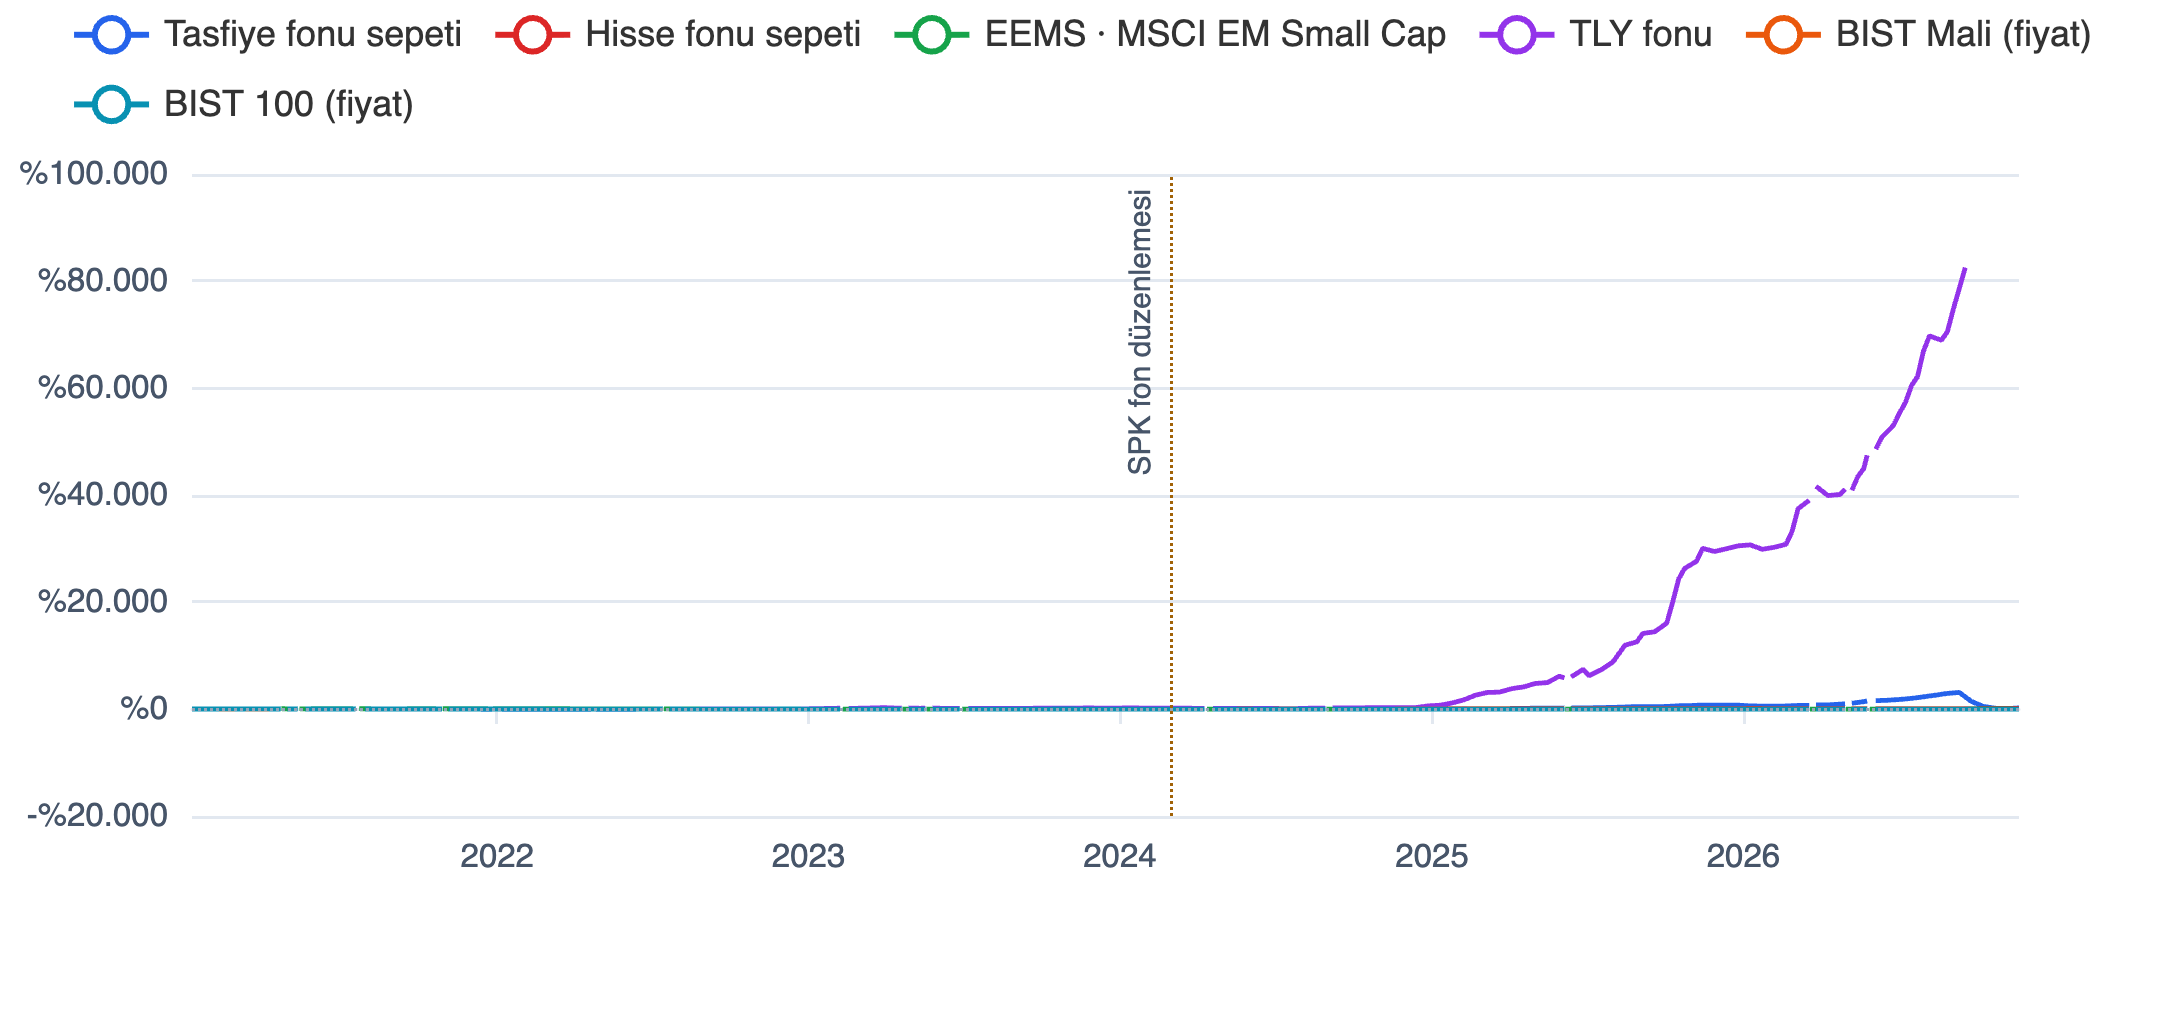 Tasfiye fonu sepeti Hisse fonu sepeti EEMS · MSCI EM Small Cap TLY fonu BIST Mali (fiyat)
BIST 100 (fiyat)
%100.000
%80.000
%60.000
%40.000
%20.000
%0
-%20.000
SPK fon düzenlemesi
2022 2023 2024 2025 2026